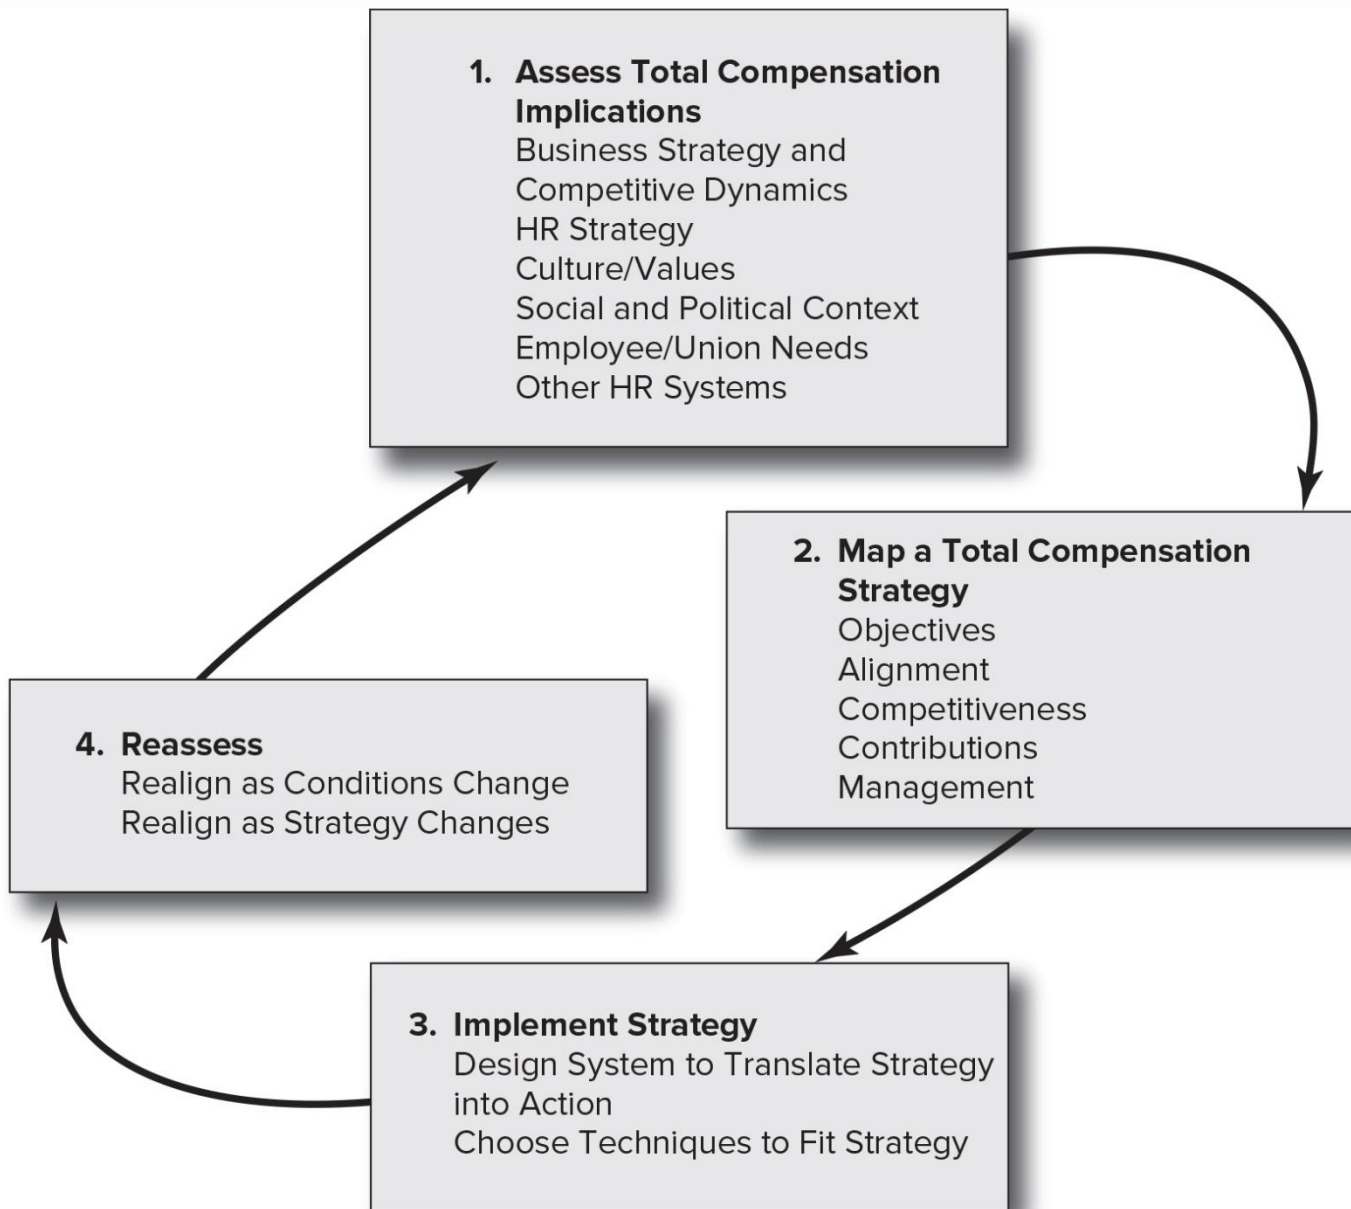 1. Assess Total Compensation
Implications
Business Strategy and
Competitive Dynamics
HR Strategy
Culture/Values
Social and Political Context
Employee/Union Needs
Other HR Systems
2. Map a Total Compensation
Strategy
Objectives
Alignment
Competitiveness
Contributions
Management
3. Implement Strategy
Design System to Translate Strategy
into Action
Choose Techniques to Fit Strategy
4. Reassess
Realign as Conditions Change
Realign as Strategy Changes